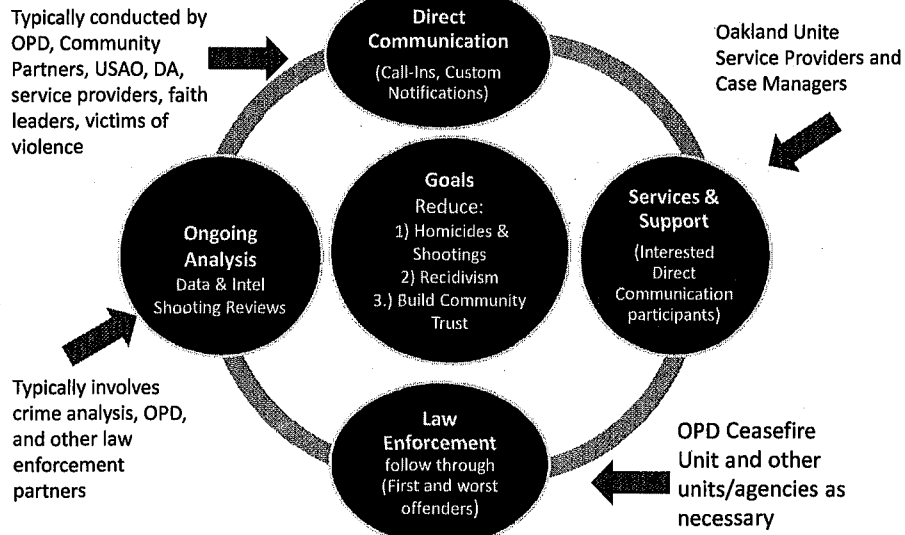 Typically conducted by
OPD, Community
Partners, USAO, DA,
service providers, faith
leaders, victims of
violence
Direct
Communication
(Call-Ins, Custom
Notifications)
Oakland Unite
Service Providers and
Case Managers
Ongoing
Analysis
Data & Intel
Shooting Reviews
Goals
Reduce:
1) Homicides &
Shootings
2) Recidivism
3.) Build Community
Trust
Services &
Support
(Interested
Direct
Communication
participants)
Typically involves
crime analysis, OPD,
and other law
enforcement
partners
Law
Enforcement
follow through
(First and worst
offenders)
OPD Ceasefire
Unit and other
units/agencies as
necessary